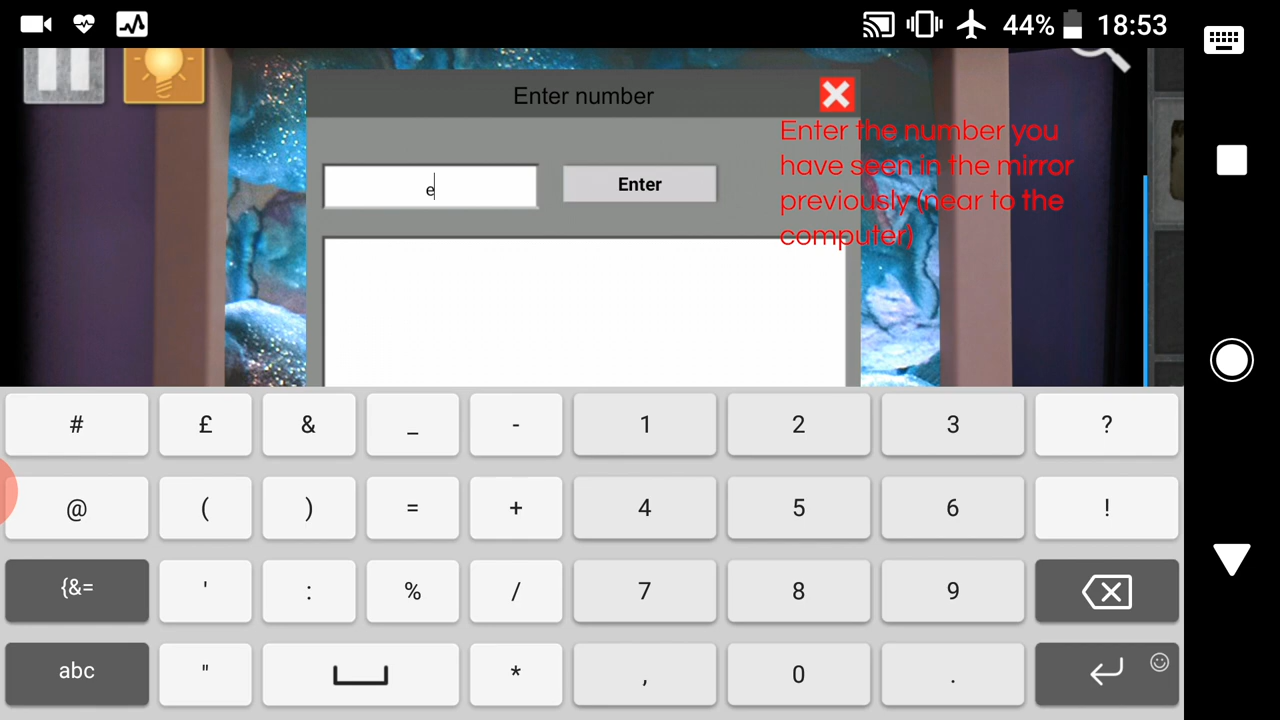 44% 18:53
Enter number
Enter the number you
have seen in the mirror
previously (near to the
computer)
e
Enter
# £ & _ - 1 2 3 ?
@ ( ) = + 4 5 6 !
{&= ' : % / 7 8 9
abc " * , 0 .